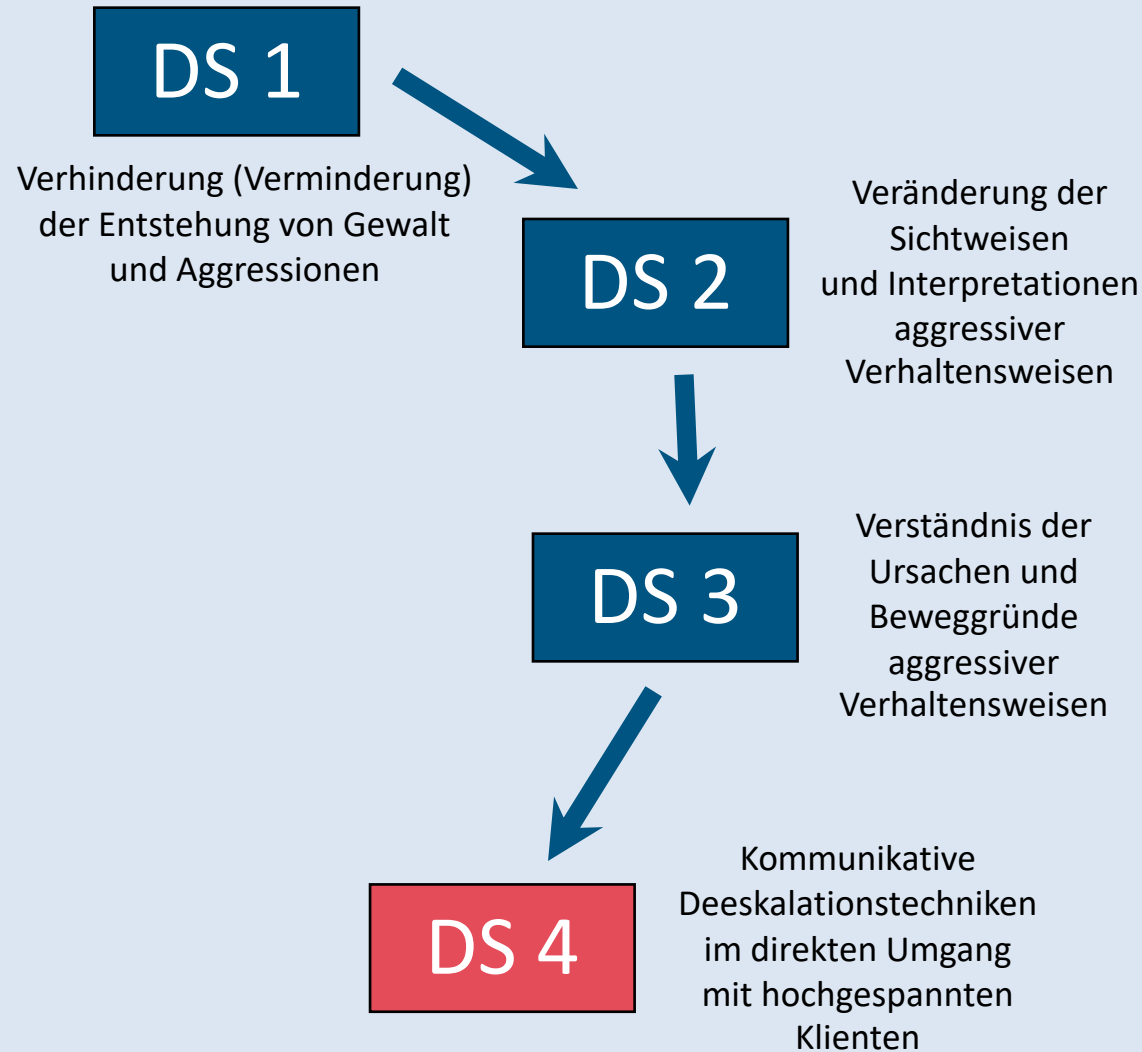 DS 1
Verhinderung (Verminderung)
der Entstehung von Gewalt
und Aggressionen
DS 2
Veränderung der
Sichtweisen
und Interpretationen
aggressiver
Verhaltensweisen
DS 3
Verständnis der
Ursachen und
Beweggründe
aggressiver
Verhaltensweisen
DS 4
Kommunikative
Deeskalationstechniken
im direkten Umgang
mit hochgespannten
Klienten